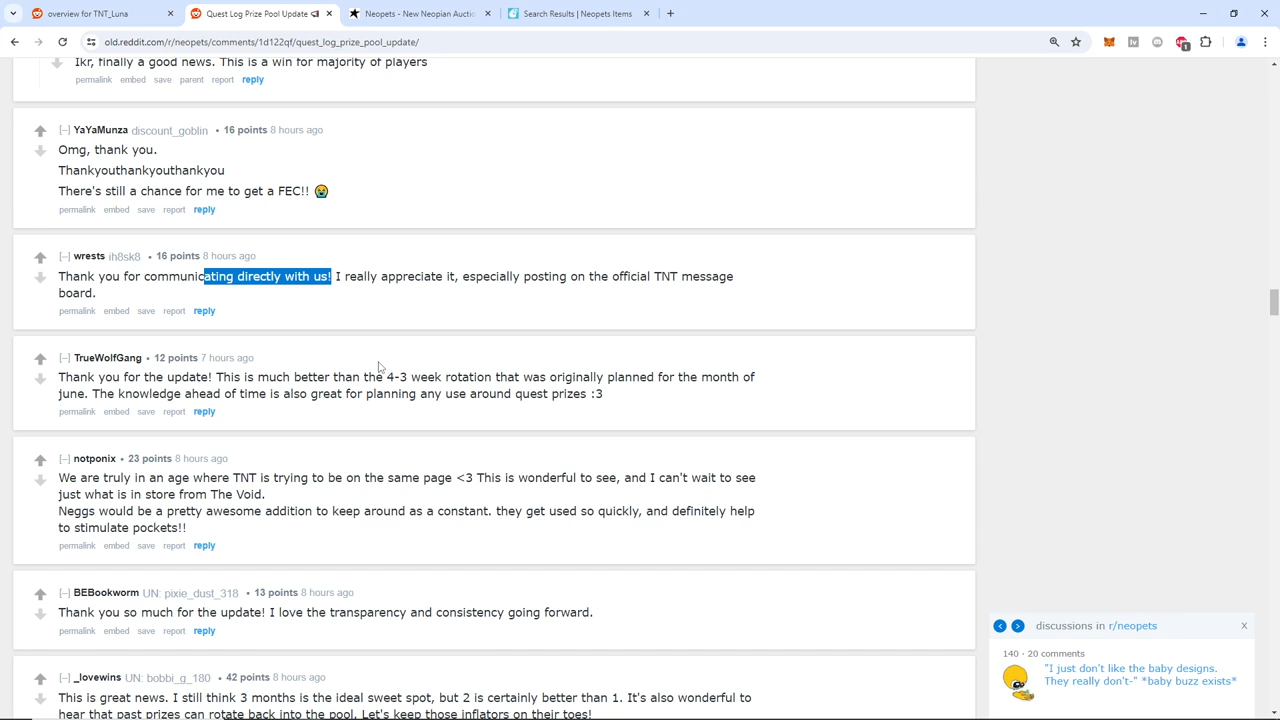 overview for TNT_Luna
Quest Log Prize Pool Update
Neopets - New Neopian Auctio
Search Results | Neopets Items
old.reddit.com/r/neopets/comments/1d122qf/quest_log_prize_pool_update/
Ikr, finally a good news. This is a win for majority of players
permalink embed save parent report reply
[–] YaYaMunza discount_goblin • 16 points 8 hours ago
Omg, thank you.
Thankyouthankyouthankyou
There's still a chance for me to get a FEC!! 😭
permalink embed save report reply
[–] wrests ih8sk8 • 16 points 8 hours ago
Thank you for communicating directly with us! I really appreciate it, especially posting on the official TNT message
board.
permalink embed save report reply
[–] TrueWolfGang • 12 points 7 hours ago
Thank you for the update! This is much better than the 4-3 week rotation that was originally planned for the month of
june. The knowledge ahead of time is also great for planning any use around quest prizes :3
permalink embed save report reply
[–] notponix • 23 points 8 hours ago
We are truly in an age where TNT is trying to be on the same page <3 This is wonderful to see, and I can't wait to see
just what is in store from The Void.
Neggs would be a pretty awesome addition to keep around as a constant. they get used so quickly, and definitely help
to stimulate pockets!!
permalink embed save report reply
[–] BEBookworm UN: pixie_dust_318 • 13 points 8 hours ago
Thank you so much for the update! I love the transparency and consistency going forward.
permalink embed save report reply
[–] _lovewins UN: bobbi_g_180 • 42 points 8 hours ago
This is great news. I still think 3 months is the ideal sweet spot, but 2 is certainly better than 1. It's also wonderful to
hear that past prizes can rotate back into the pool. Let's keep those inflators on their toes!
discussions in r/neopets X
140 · 20 comments
"I just don't like the baby designs.
They really don't-" *baby buzz exists*